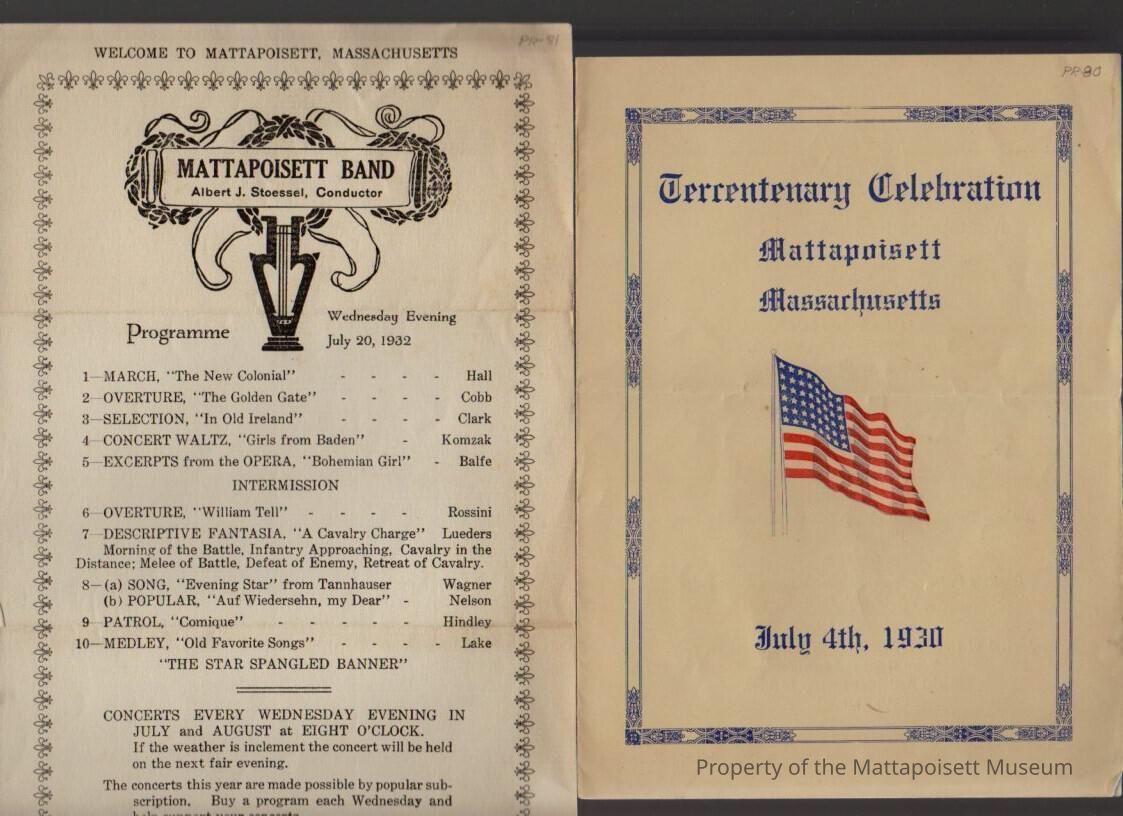 PR-81
WELCOME TO MATTAPOISETT, MASSACHUSETTS
MATTAPOISETT BAND
Albert J. Stoessel, Conductor
Programme
Wednesday Evening
July 20, 1932
1—MARCH, "The New Colonial" - - - - Hall
2—OVERTURE, "The Golden Gate" - - - - Cobb
3—SELECTION, "In Old Ireland" - - - - Clark
4—CONCERT WALTZ, "Girls from Baden" - Komzak
5—EXCERPTS from the OPERA, "Bohemian Girl" - Balfe
INTERMISSION
6—OVERTURE, "William Tell" - - - - Rossini
7—DESCRIPTIVE FANTASIA, "A Cavalry Charge" Lueders
Morning of the Battle, Infantry Approaching, Cavalry in the
Distance; Melee of Battle, Defeat of Enemy, Retreat of Cavalry.
8—(a) SONG, "Evening Star" from Tannhauser Wagner
(b) POPULAR, "Auf Wiedersehn, my Dear" - Nelson
9—PATROL, "Comique" - - - - - Hindley
10—MEDLEY, "Old Favorite Songs" - - - - Lake
"THE STAR SPANGLED BANNER"
CONCERTS EVERY WEDNESDAY EVENING IN
JULY and AUGUST at EIGHT O'CLOCK.
If the weather is inclement the concert will be held
on the next fair evening.
The concerts this year are made possible by popular sub-
scription. Buy a program each Wednesday and
PR-80
Tercentenary Celebration
Mattapoisett
Massachusetts
July 4th, 1930
Property of the Mattapoisett Museum